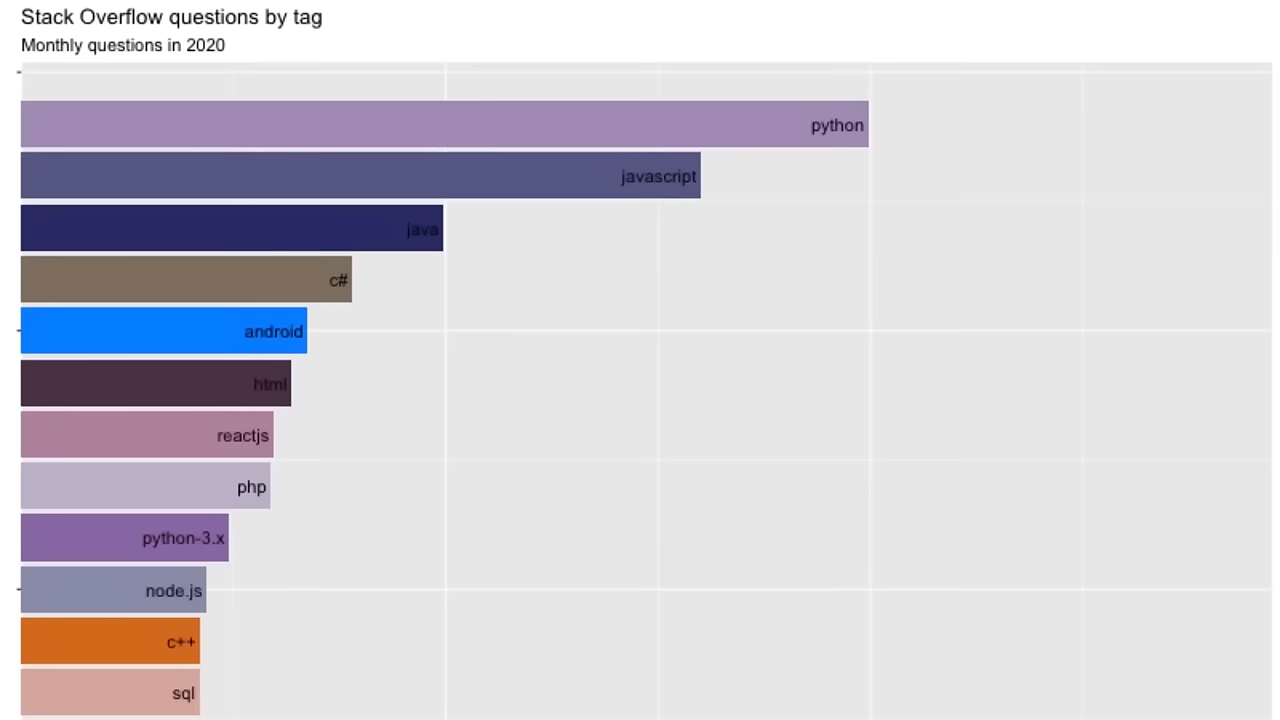 Stack Overflow questions by tag
Monthly questions in 2020
python
javascript
java
c#
android
html
reactjs
php
python-3.x
node.js
c++
sql